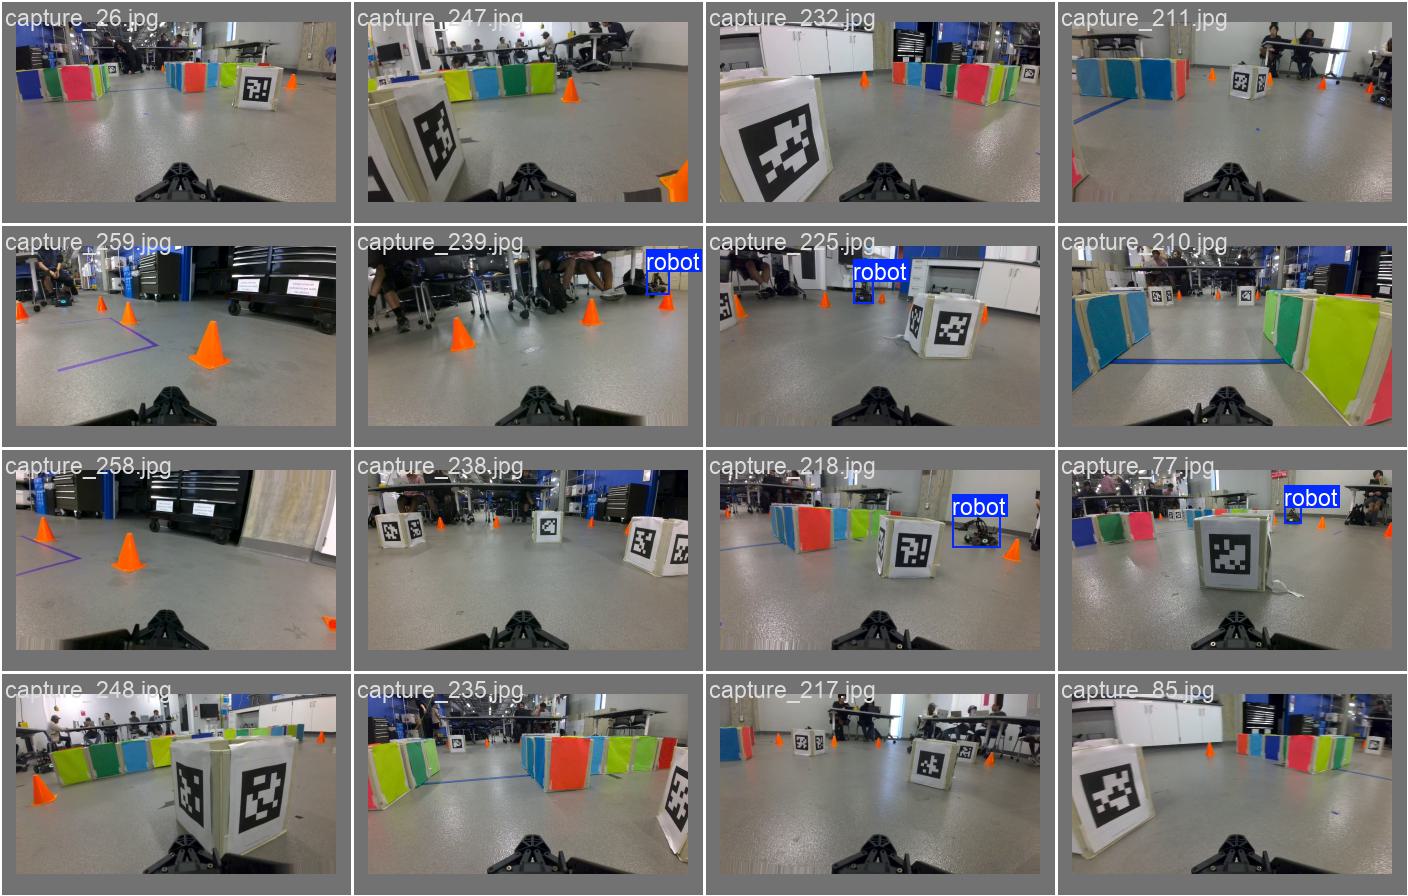 capture_26.jpg
capture_247.jpg
capture_232.jpg
capture_211.jpg
capture_259.jpg
capture_239.jpg
robot
capture_225.jpg
robot
capture_210.jpg
capture_258.jpg
capture_238.jpg
capture_218.jpg
robot
capture_77.jpg
robot
capture_248.jpg
capture_235.jpg
capture_217.jpg
capture_85.jpg